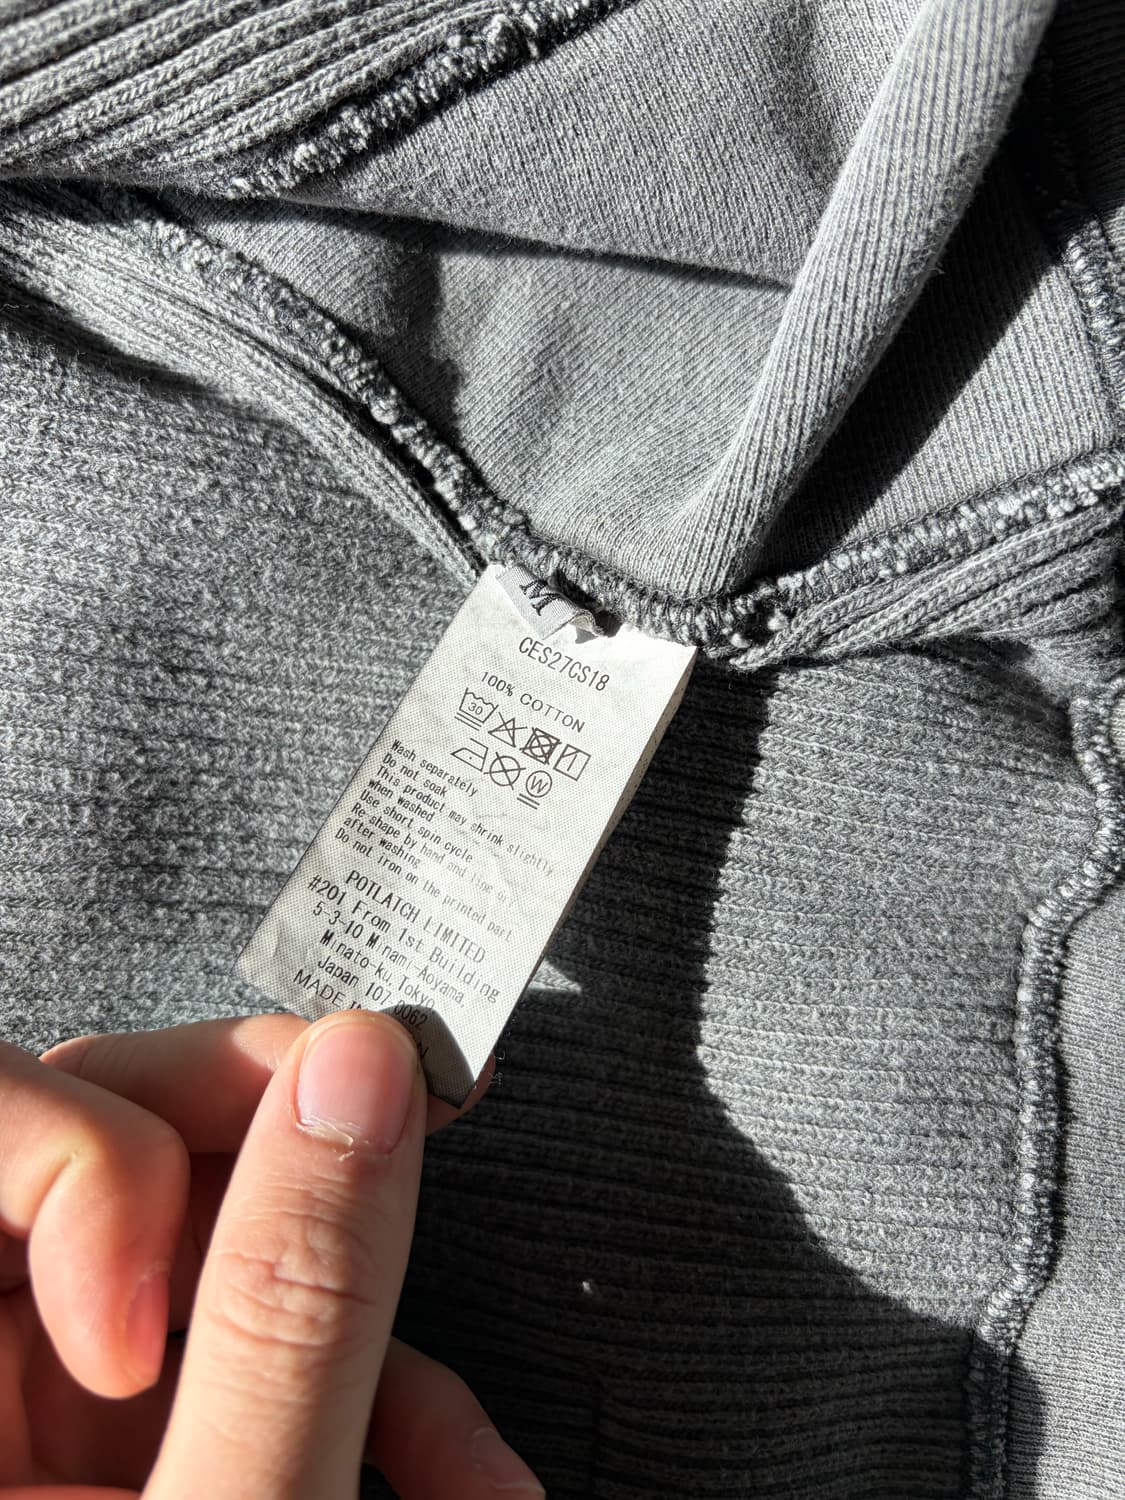 M
CES27CS18
100% COTTON
30
W
Wash separately
Do not soak
This product may shrink slightly
when washed
Use short spin cycle
Re-shape by hand and line
after washing.
Do not iron on the printed part
POTLATCH LIMITED
#201 From 1st. Building
5-3-10 Minami-Aoyama,
Minato-ku, Tokyo,
Japan 107-0062
MADE